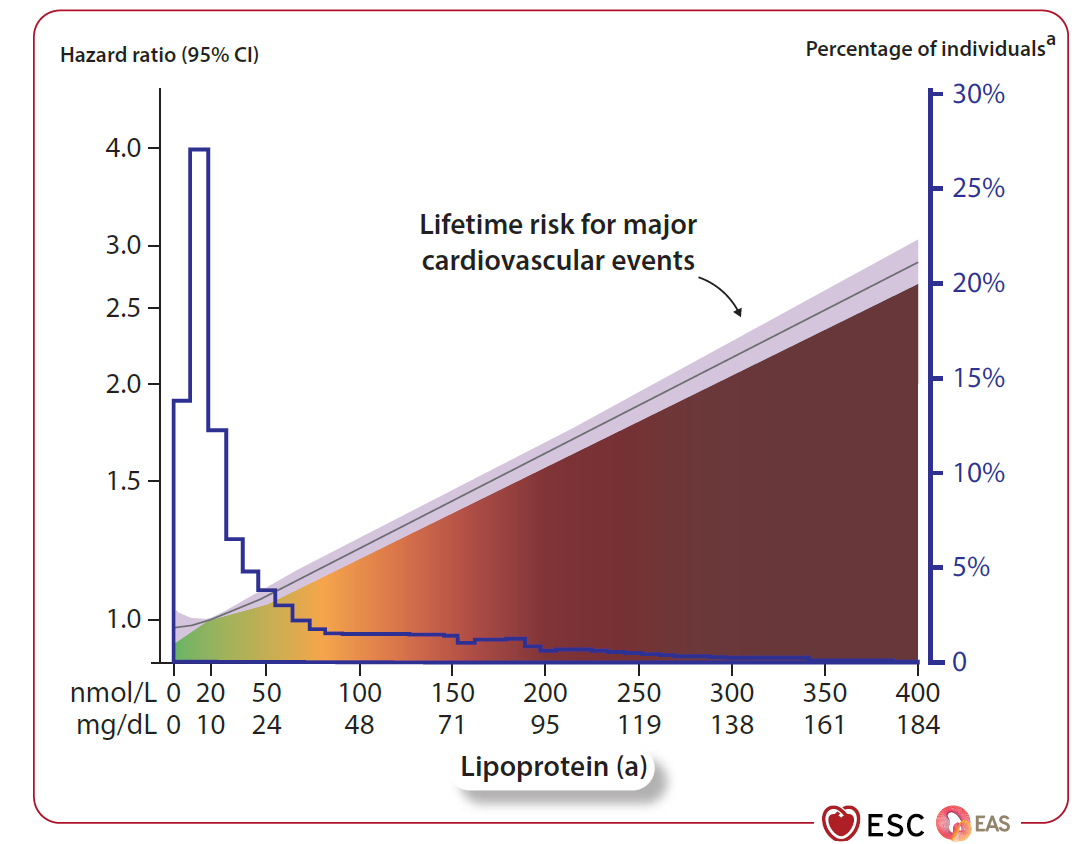 Hazard ratio (95% CI)
Percentage of individualsa
30%
4.0
25%
Lifetime risk for major
cardiovascular events
3.0
20%
2.5
2.0
15%
1.5
10%
5%
1.0
0
nmol/L 0 20 50 100 150 200 250 300 350 400
mg/dL 0 10 24 48 71 95 119 138 161 184
Lipoprotein (a)
ESC EAS